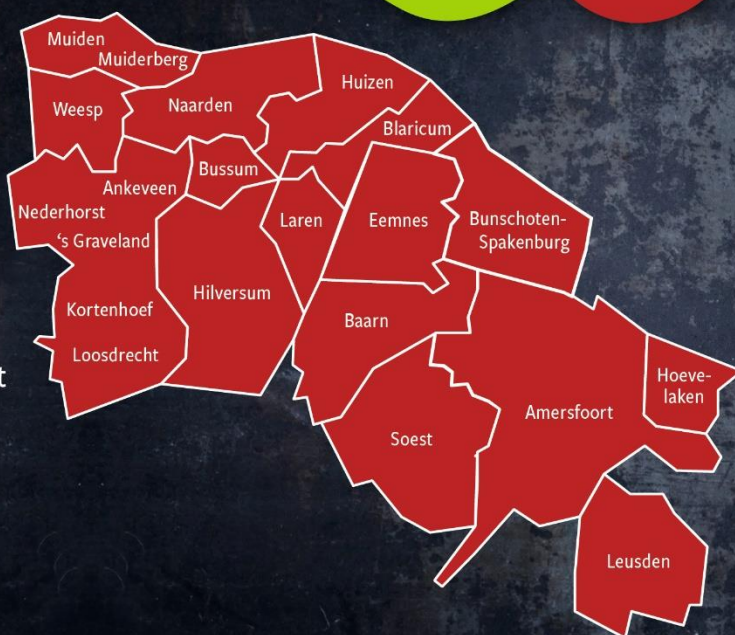 Muiden
Muiderberg
Weesp
Naarden
Huizen
Blaricum
Bussum
Ankeveen
Nederhorst
's Graveland
Laren
Eemnes
Bunschoten-
Spakenburg
Hilversum
Kortenhoef
Loosdrecht
Baarn
Hoeve-
laken
Amersfoort
Soest
Leusden
t